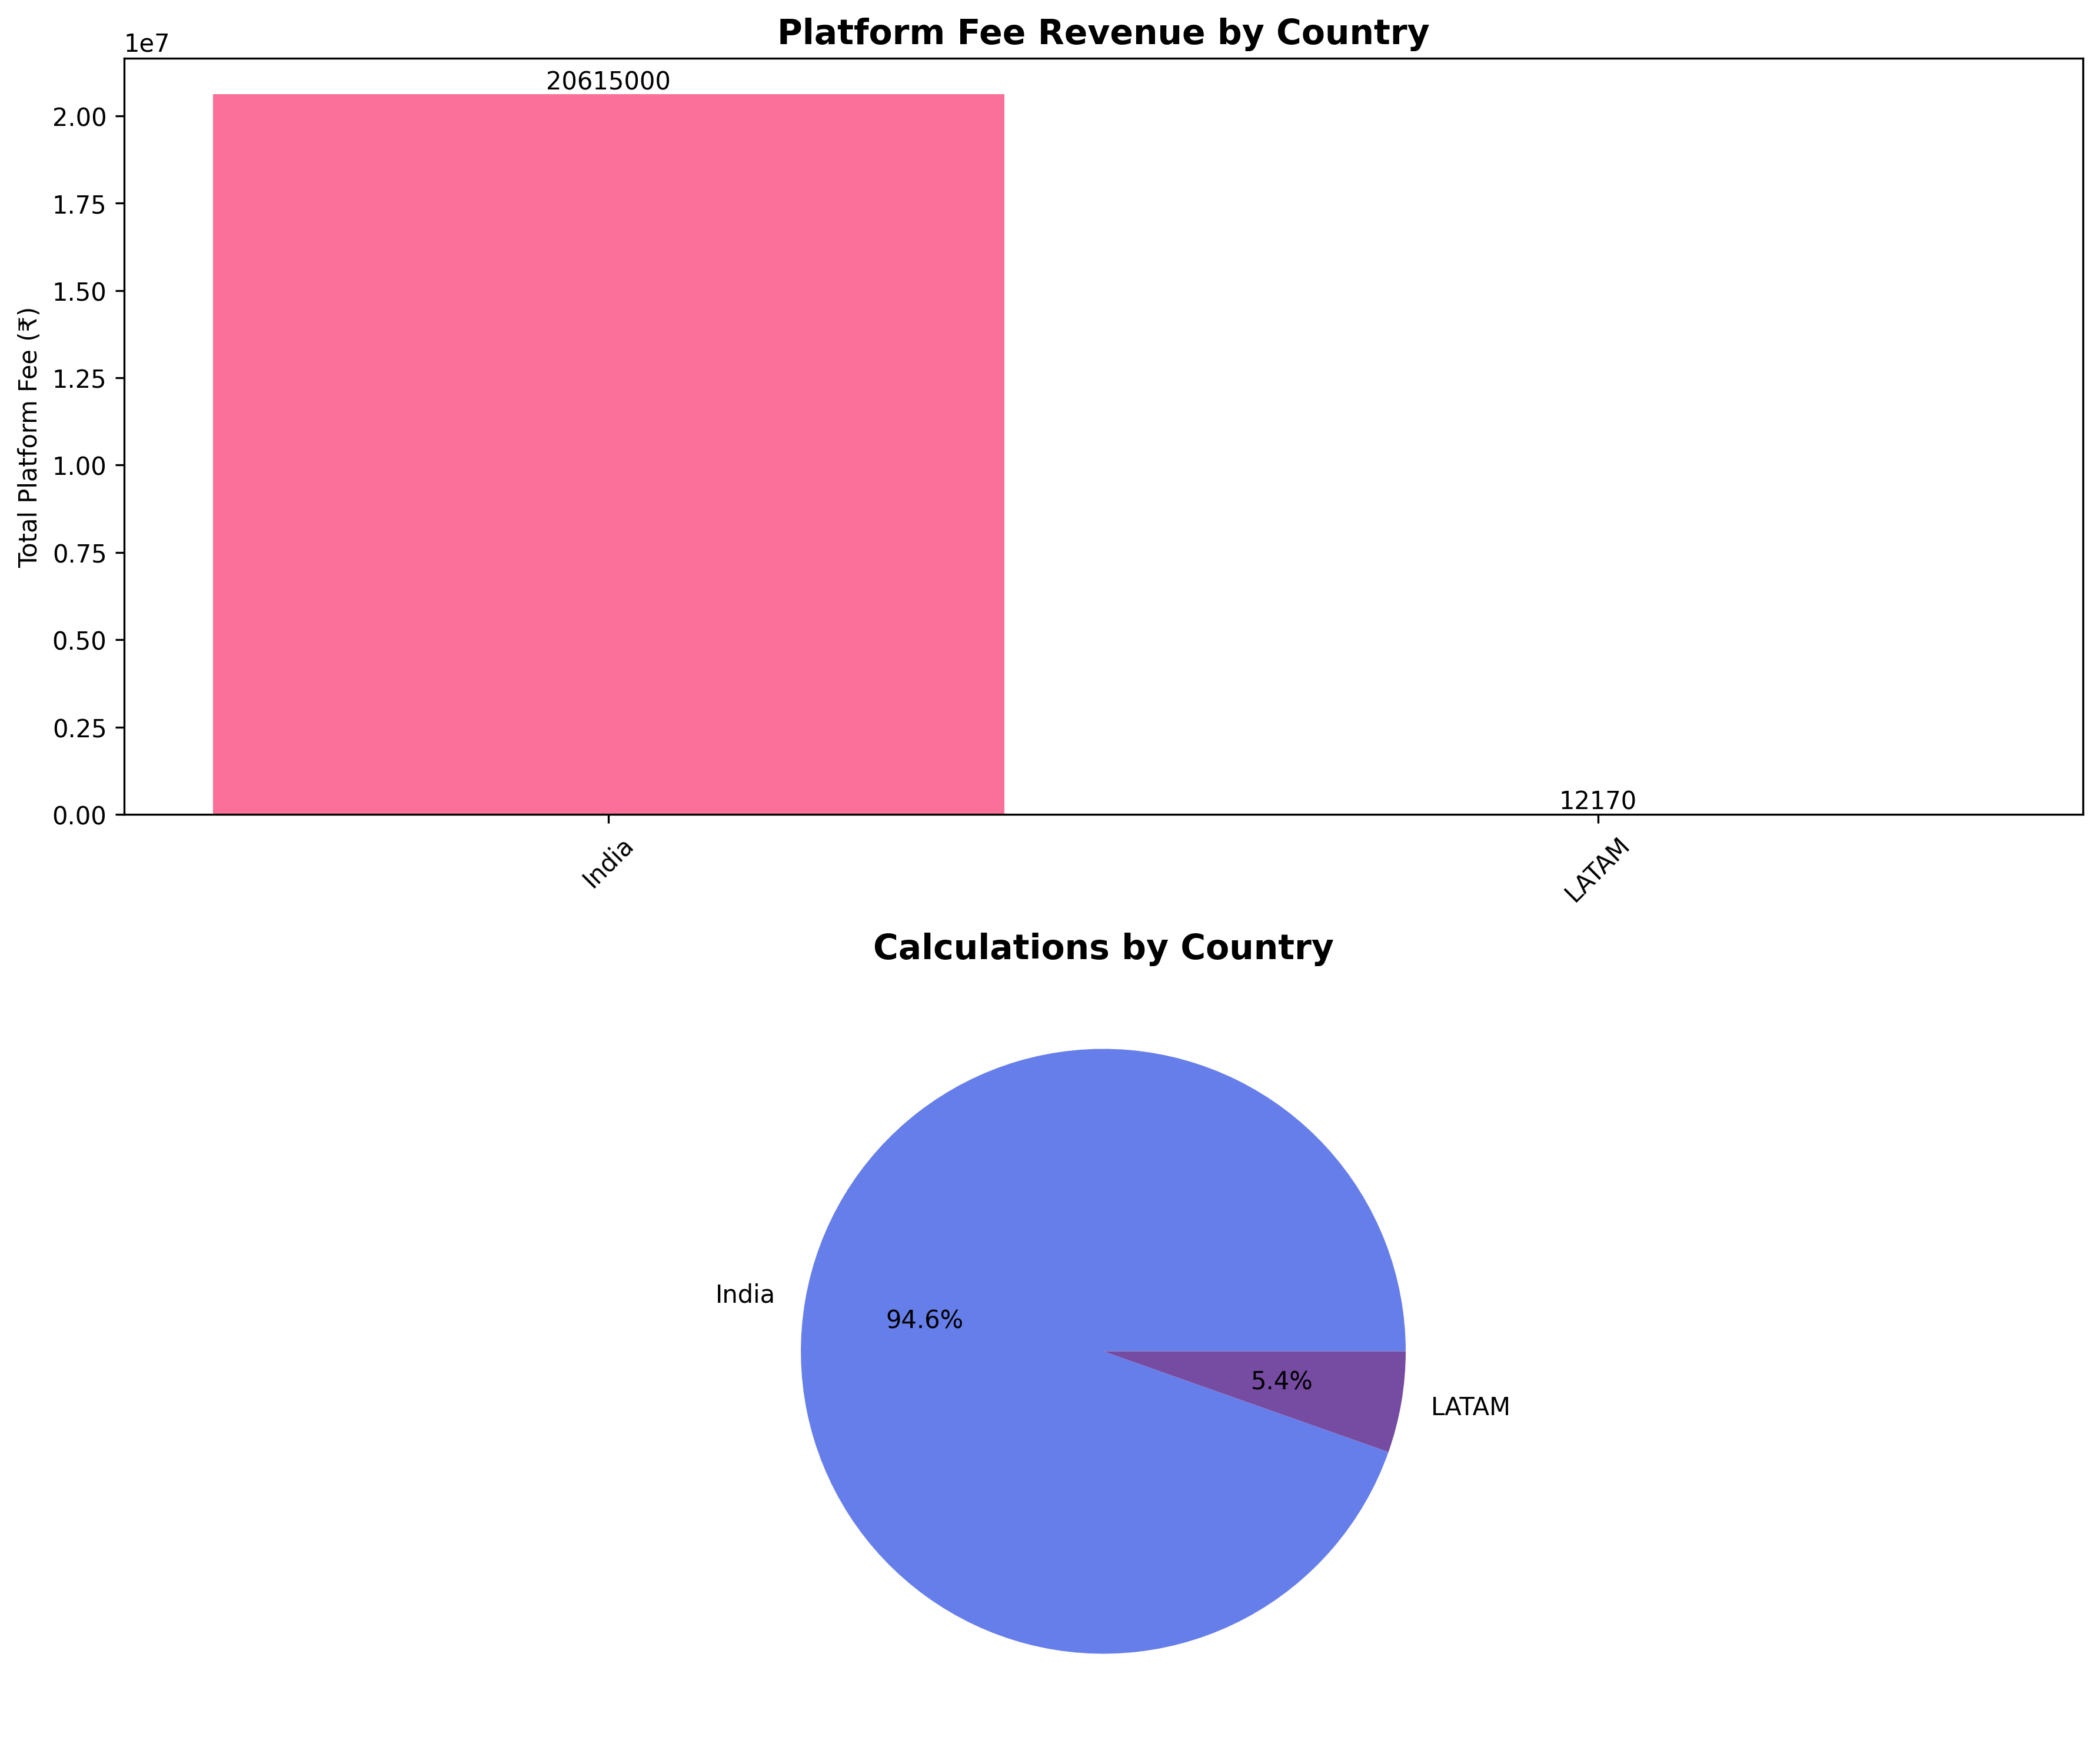 Platform Fee Revenue by Country
1e7
20615000
2.00
1.75
1.50
1.25
1.00
0.75
0.50
0.25
0.00
Total Platform Fee (₹)
12170
India
LATAM
Calculations by Country
India
94.6%
5.4%
LATAM